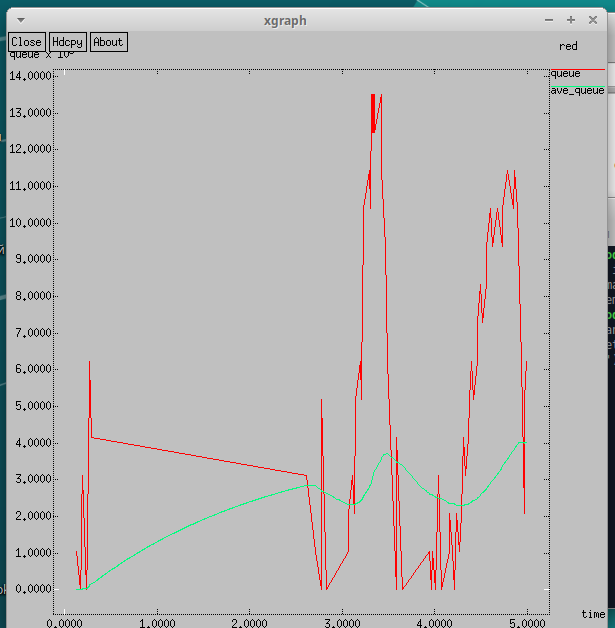 xgraph
Close Hdcpy About
queue x 10³
red
queue
ave_queue
14.0000
13.0000
12.0000
11.0000
10.0000
9.0000
8.0000
7.0000
6.0000
5.0000
4.0000
3.0000
2.0000
1.0000
0.0000
time
0.0000 1.0000 2.0000 3.0000 4.0000 5.0000